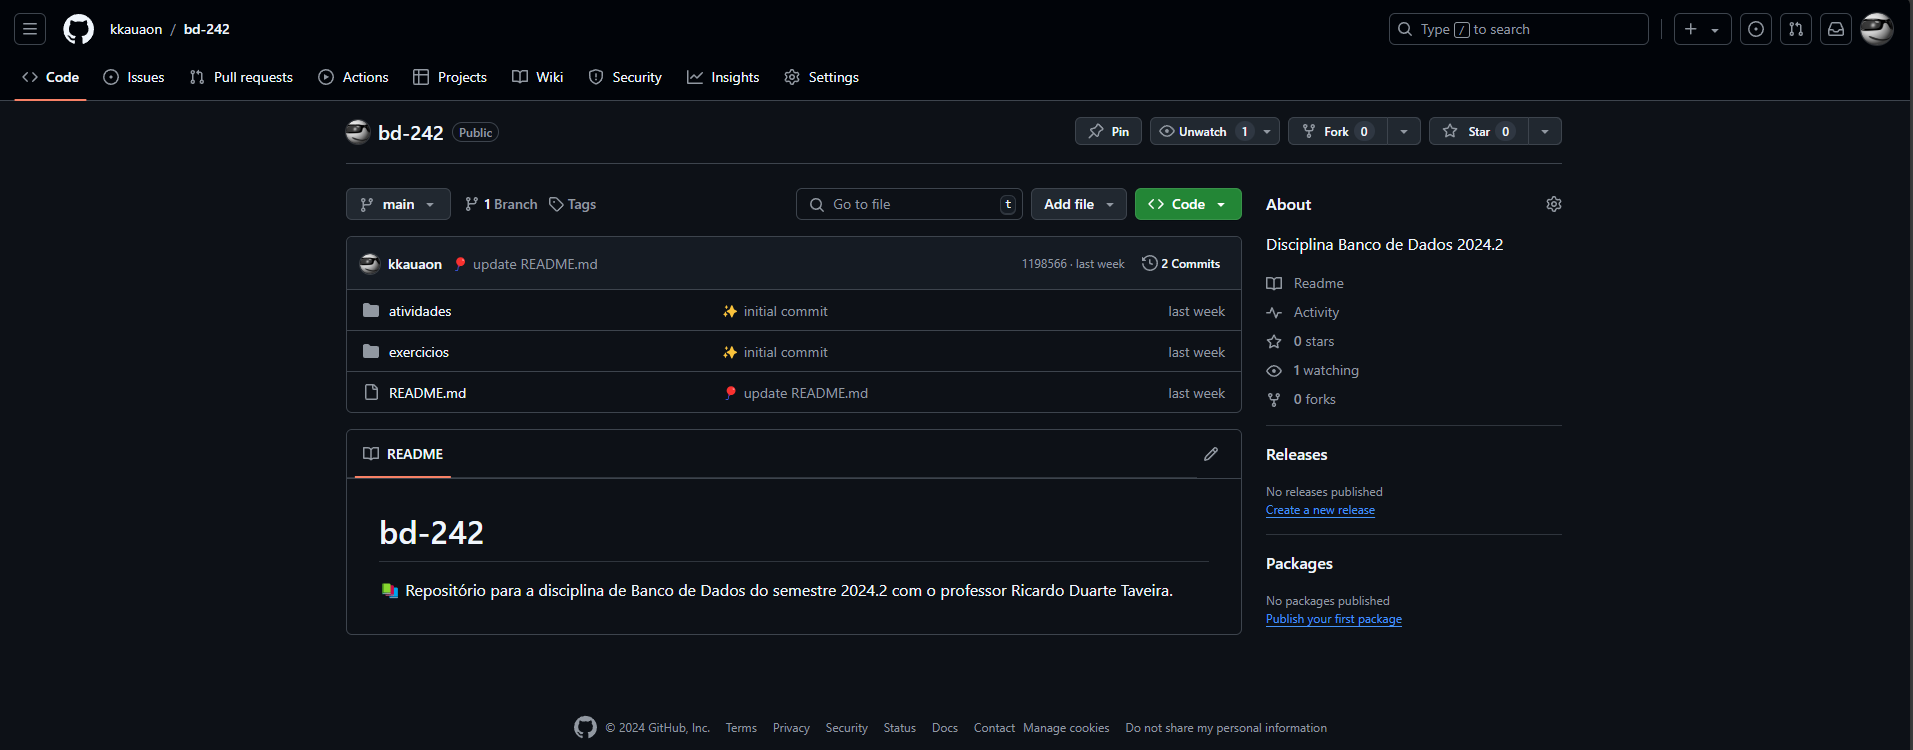 kkauaon / bd-242
Type / to search
Code Issues Pull requests Actions Projects Wiki Security Insights Settings
bd-242 Public
Pin Unwatch 1 Fork 0 Star 0
main 1 Branch Tags Go to file t Add file Code
kkauaon update README.md 1198566 · last week 2 Commits
atividades initial commit last week
exercicios initial commit last week
README.md update README.md last week
README
bd-242
Repositório para a disciplina de Banco de Dados do semestre 2024.2 com o professor Ricardo Duarte Taveira.
About
Disciplina Banco de Dados 2024.2
Readme
Activity
0 stars
1 watching
0 forks
Releases
No releases published
Create a new release
Packages
No packages published
Publish your first package
© 2024 GitHub, Inc. Terms Privacy Security Status Docs Contact Manage cookies Do not share my personal information